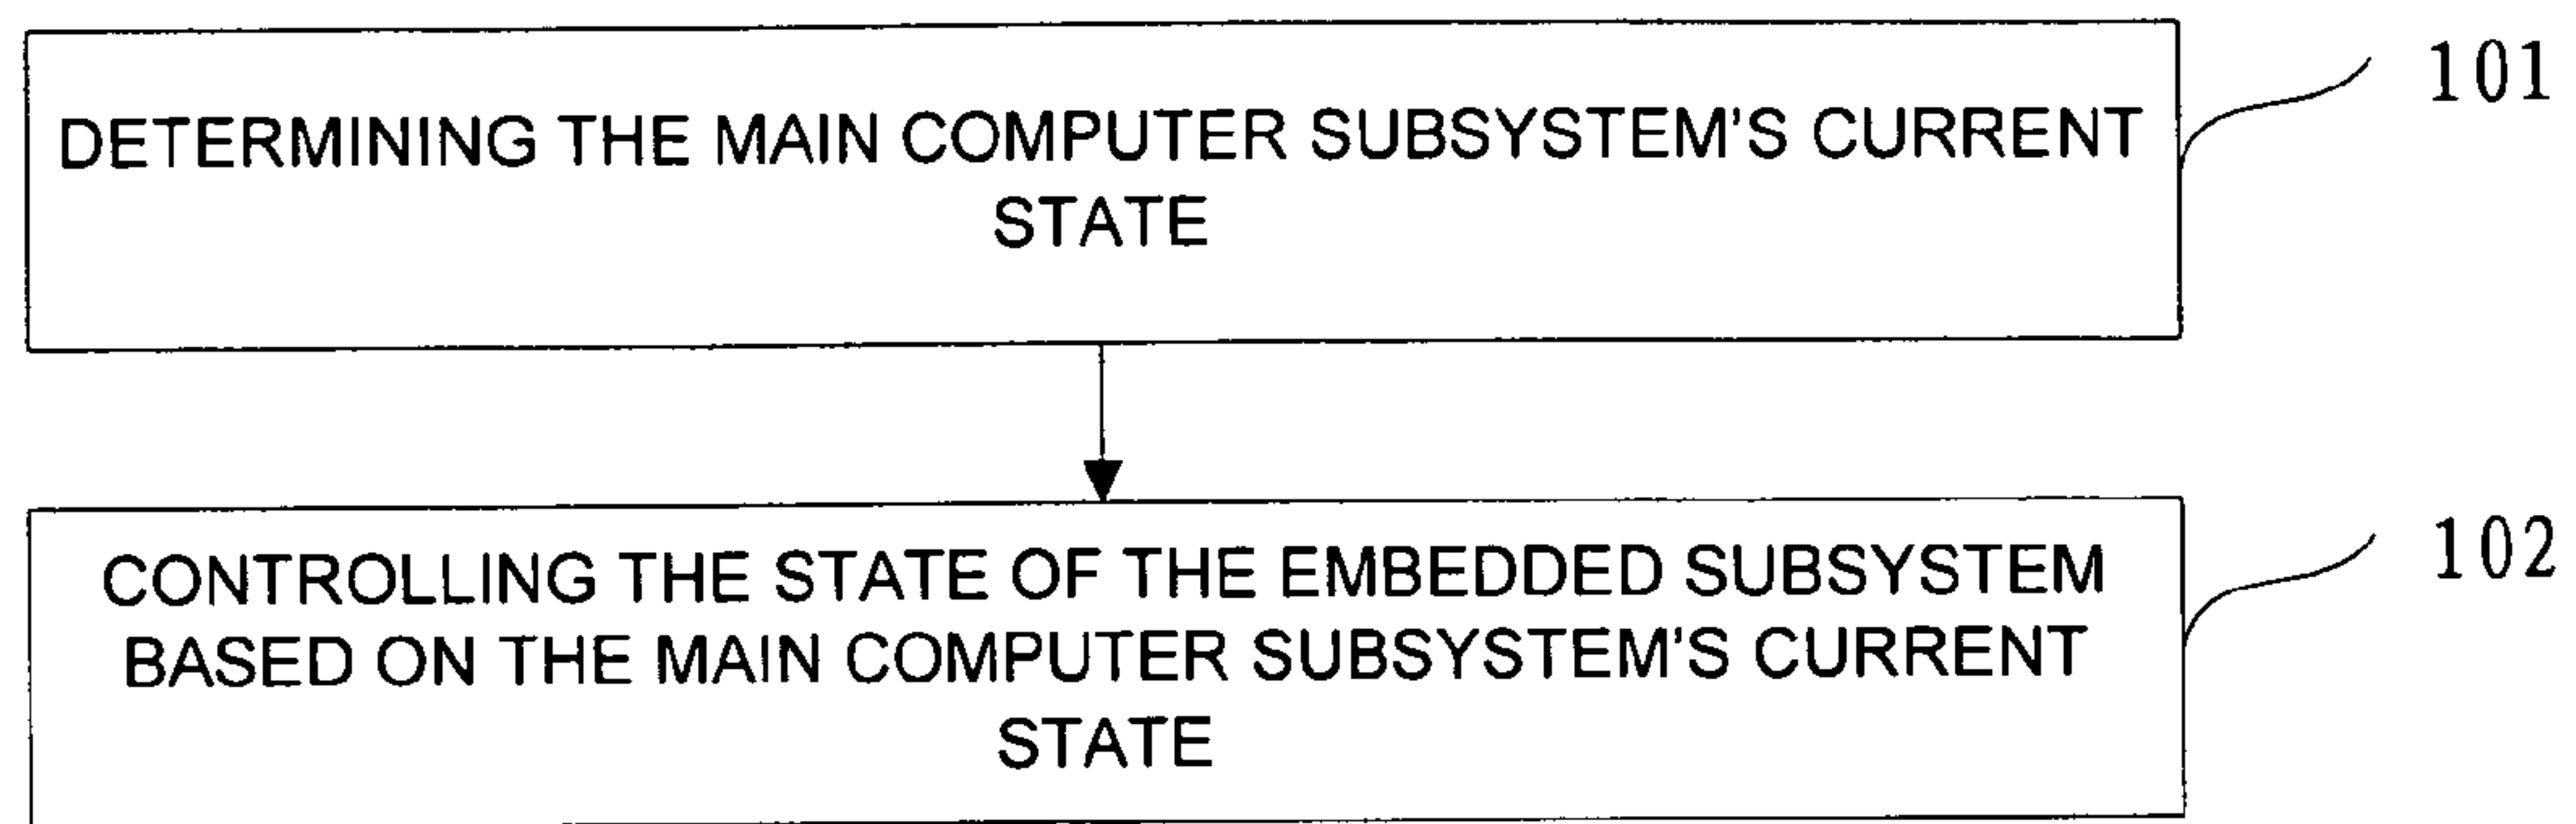 DETERMINING THE MAIN COMPUTER SUBSYSTEM'S CURRENT
STATE
101
CONTROLLING THE STATE OF THE EMBEDDED SUBSYSTEM
BASED ON THE MAIN COMPUTER SUBSYSTEM'S CURRENT
STATE
102